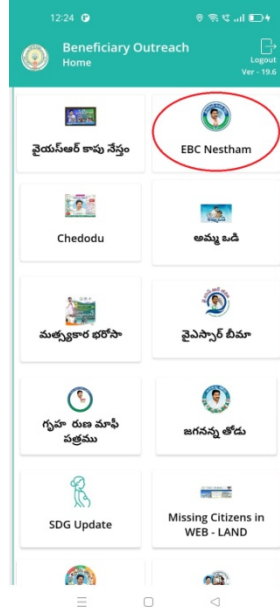 12:24
Beneficiary Outreach
Home
Logout
Ver - 19.6
వైయస్ఆర్ కాపు నేస్తం
EBC Nestham
Chedodu
అమ్మ ఒడి
మత్స్యకార భరోసా
వైఎస్సార్ బీమా
గృహ రుణ మాఫీ
పత్రము
జగనన్న తోడు
SDG Update
Missing Citizens in
WEB - LAND